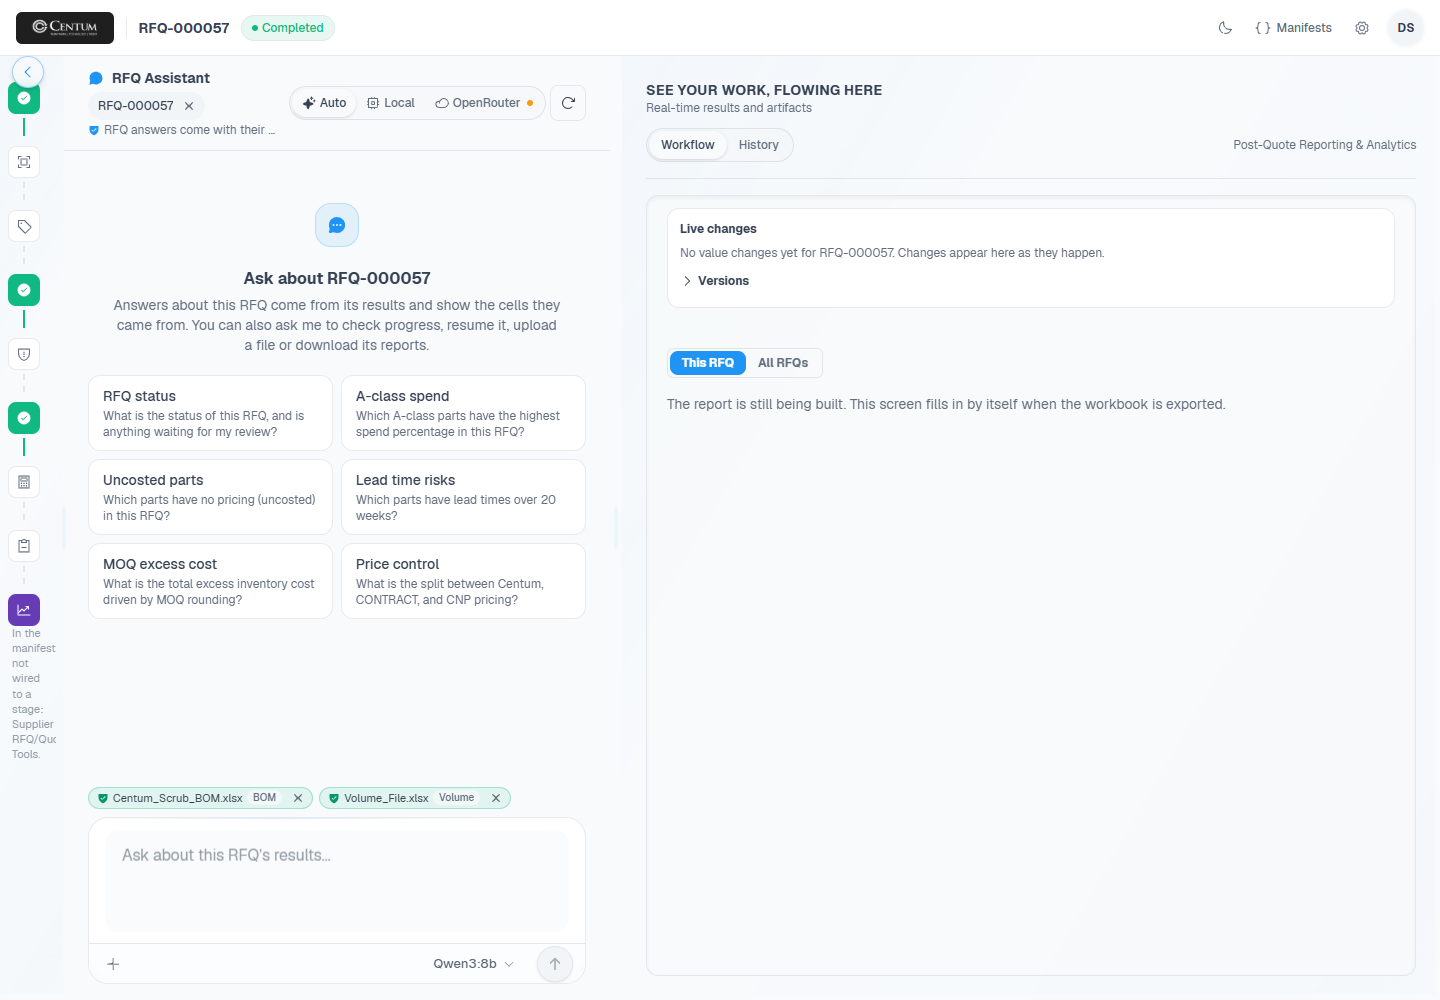 CENTUM
RFQ-000057
Completed
Manifests
DS
RFQ Assistant
RFQ-000057
RFQ answers come with their ...
Auto
Local
OpenRouter
SEE YOUR WORK, FLOWING HERE
Real-time results and artifacts
Workflow
History
Post-Quote Reporting & Analytics
Live changes
No value changes yet for RFQ-000057. Changes appear here as they happen.
Versions
This RFQ
All RFQs
The report is still being built. This screen fills in by itself when the workbook is exported.
Ask about RFQ-000057
Answers about this RFQ come from its results and show the cells they
came from. You can also ask me to check progress, resume it, upload
a file or download its reports.
RFQ status
What is the status of this RFQ, and is
anything waiting for my review?
A-class spend
Which A-class parts have the highest
spend percentage in this RFQ?
Uncosted parts
Which parts have no pricing (uncosted)
in this RFQ?
Lead time risks
Which parts have lead times over 20
weeks?
MOQ excess cost
What is the total excess inventory cost
driven by MOQ rounding?
Price control
What is the split between Centum,
CONTRACT, and CNP pricing?
In the
manifest
not
wired
to a
stage:
Supplier
RFQ/Quo
Tools.
Centum_Scrub_BOM.xlsx
BOM
Volume_File.xlsx
Volume
Ask about this RFQ's results...
Qwen3:8b